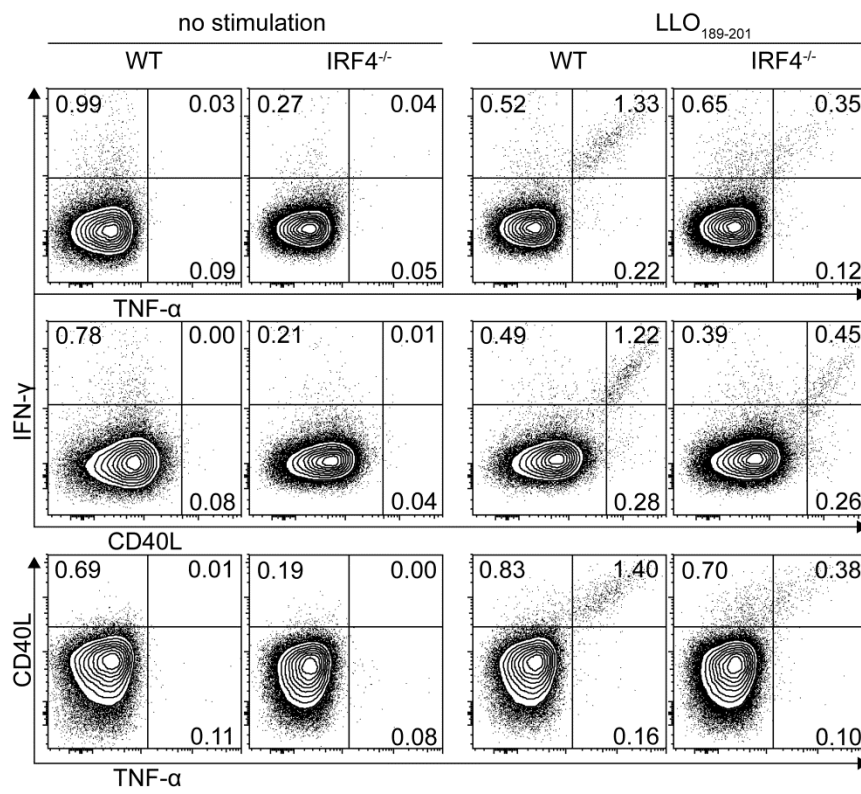 no stimulation LLO189-201
WT IRF4-/- WT IRF4-/-
0.99 0.03 0.27 0.04 0.52 1.33 0.65 0.35
0.09 0.05 0.22 0.12
TNF-α
0.78 0.00 0.21 0.01 0.49 1.22 0.39 0.45
IFN-γ
0.08 0.04 0.28 0.26
CD40L
0.69 0.01 0.19 0.00 0.83 1.40 0.70 0.38
CD40L
0.11 0.08 0.16 0.10
TNF-α